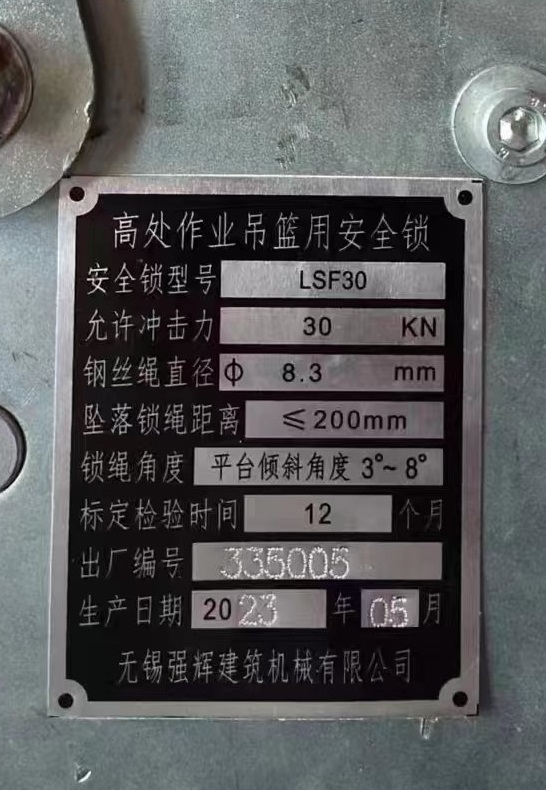 高处作业吊篮用安全锁
安全锁型号 LSF30
允许冲击力 30 KN
钢丝绳直径 Φ 8.3 mm
坠落锁绳距离 ≤200mm
锁绳角度 平台倾斜角度 3°~8°
标定检验时间 12 个月
出厂编号 335005
生产日期 2023 年 05 月
无锡强辉建筑机械有限公司